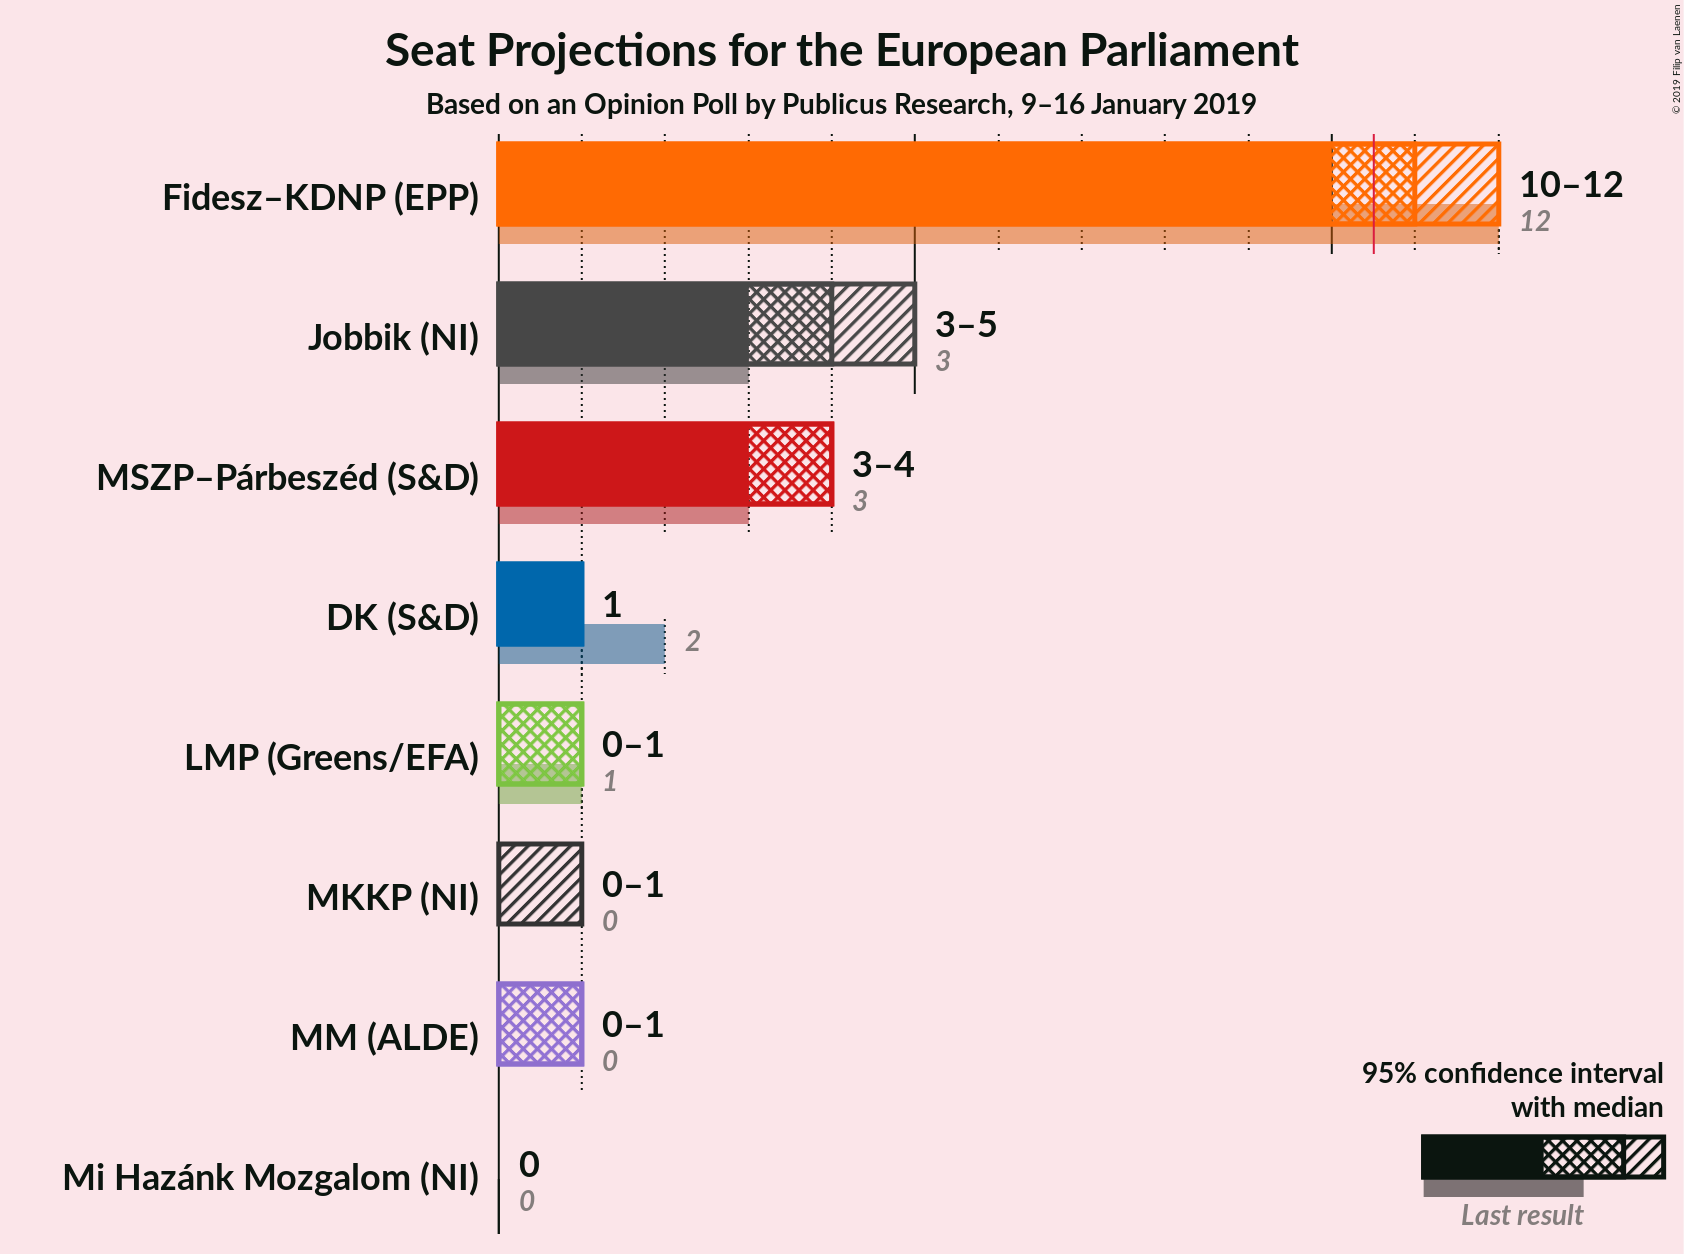 Seat Projections for the European Parliament
Based on an Opinion Poll by Publicus Research, 9–16 January 2019
© 2019 Filip van Laenen
Fidesz–KDNP (EPP)
10–12
12
Jobbik (NI)
3–5
3
MSZP–Párbeszéd (S&D)
3–4
3
DK (S&D)
1
2
LMP (Greens/EFA)
0–1
1
MKKP (NI)
0–1
0
MM (ALDE)
0–1
0
Mi Hazánk Mozgalom (NI)
0
0
95% confidence interval
with median
Last result